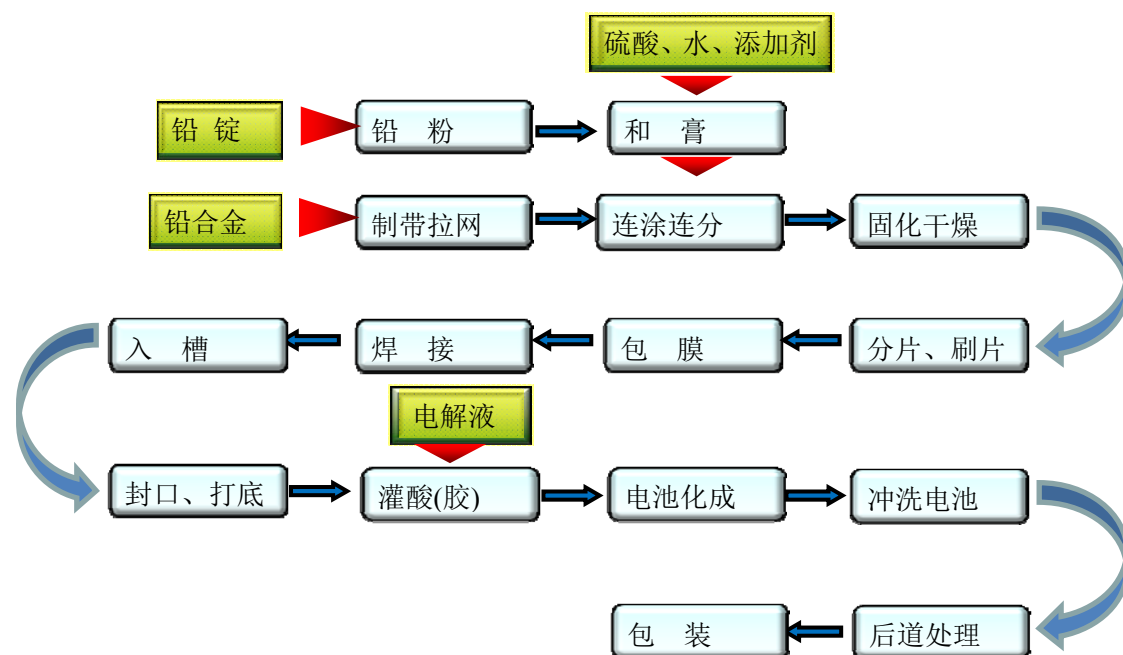 硫酸、水、添加剂
铅 锭
铅 粉
和 膏
铅合金
制带拉网
连涂连分
固化干燥
入 槽
焊 接
包 膜
分片、刷片
电解液
封口、打底
灌酸(胶)
电池化成
冲洗电池
包 装
后道处理